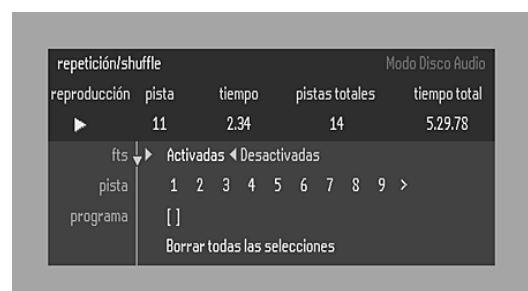 repetición/shuffle Modo Disco Audio
reproducción pista tiempo pistas totales tiempo total
11 2.34 14 5.29.78
fts Activadas Desactivadas
pista 1 2 3 4 5 6 7 8 9 >
programa [ ]
Borrar todas las selecciones